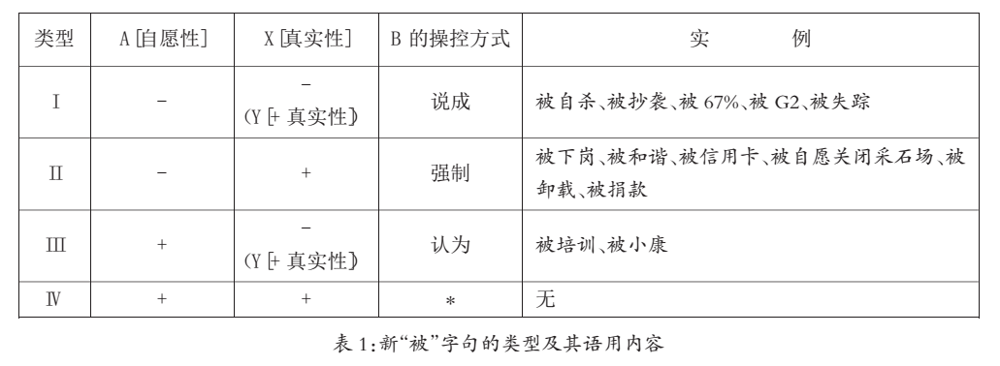 类型 A[自愿性] X[真实性] B 的操控方式 实 例
Ⅰ - - (Y[+ 真实性]) 说成 被自杀、被抄袭、被 67%、被 G2、被失踪
Ⅱ - + 强制 被下岗、被和谐、被信用卡、被自愿关闭采石场、被
卸载、被捐款
Ⅲ + - (Y[+ 真实性]) 认为 被培训、被小康
Ⅳ + + * 无
表 1:新“被”字句的类型及其语用内容